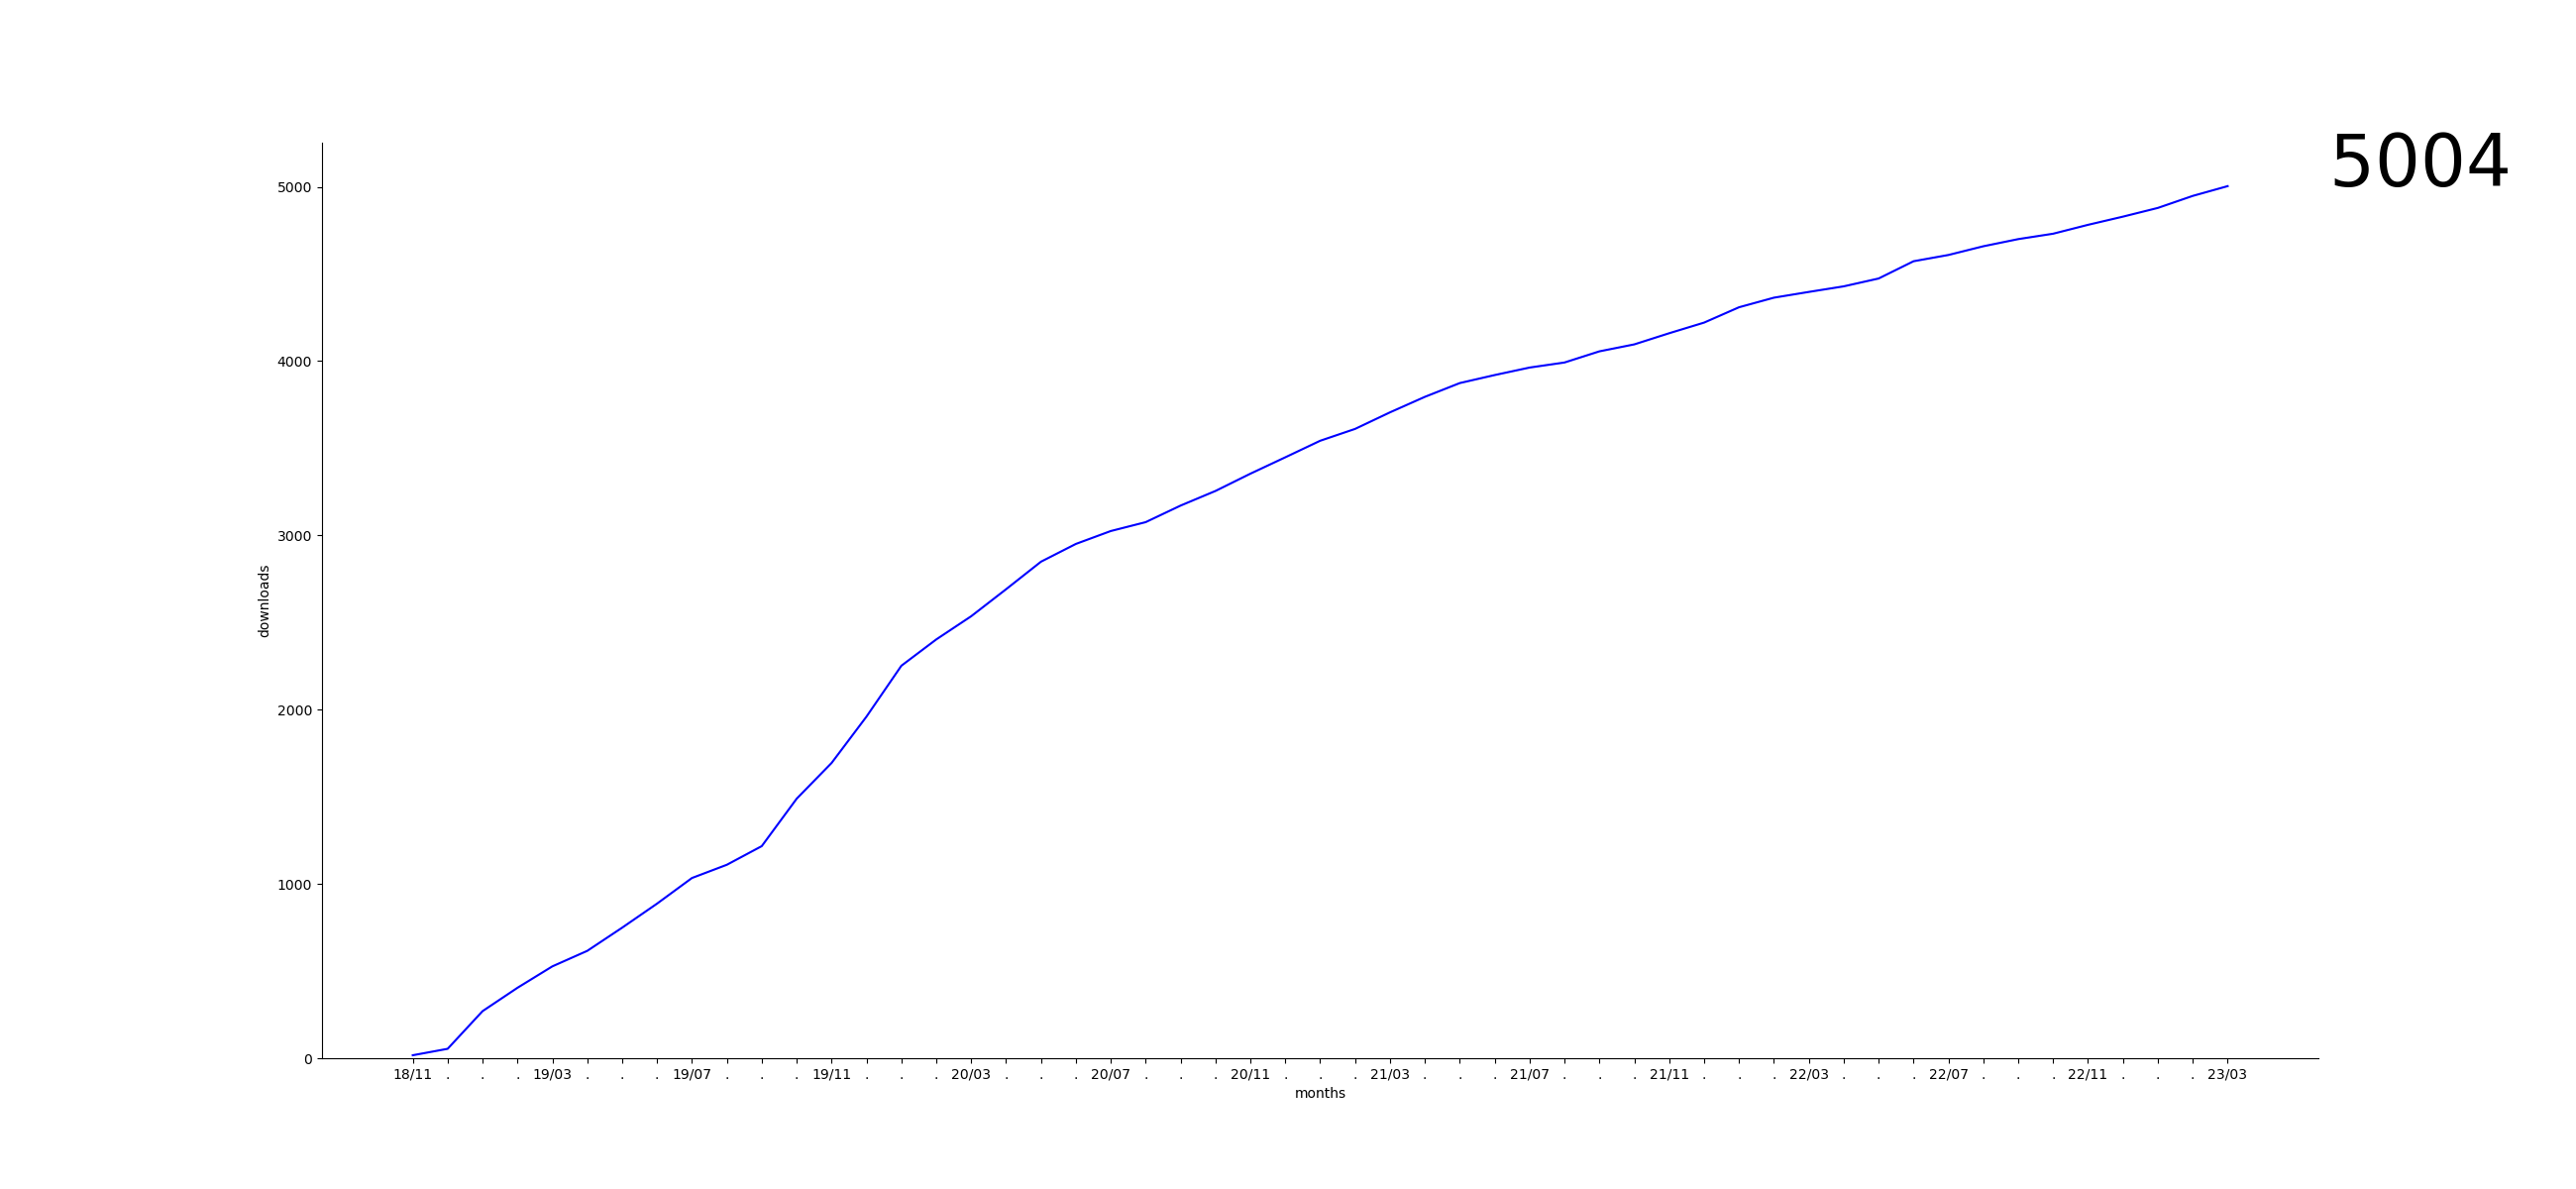 5004
5000
4000
3000
2000
1000
0
downloads
18/11 . . . 19/03 . . . 19/07 . . . 19/11 . . . 20/03 . . . 20/07 . . . 20/11 . . . 21/03 . . . 21/07 . . . 21/11 . . . 22/03 . . . 22/07 . . . 22/11 . . . 23/03
months